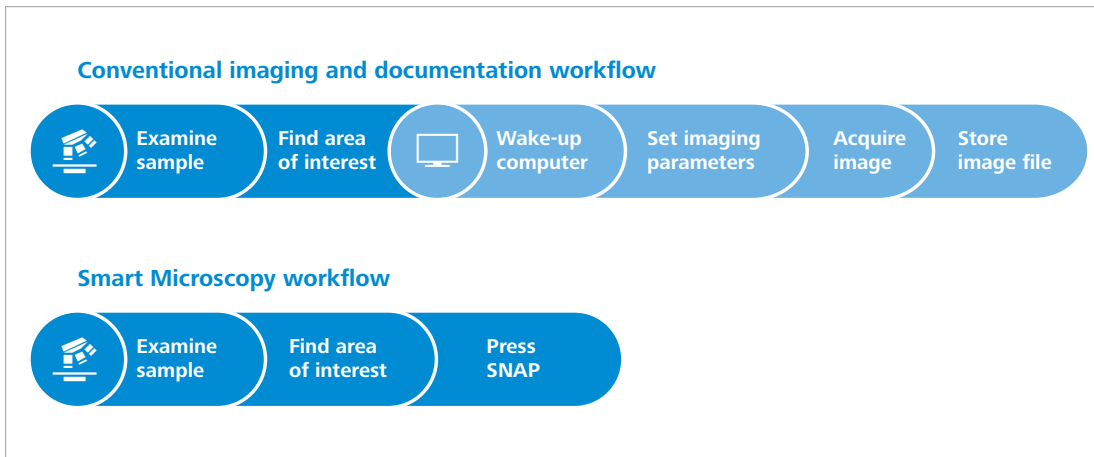 Conventional imaging and documentation workflow
Examine
sample
Find area
of interest
Wake-up
computer
Set imaging
parameters
Acquire
image
Store
image file
Smart Microscopy workflow
Examine
sample
Find area
of interest
Press
SNAP